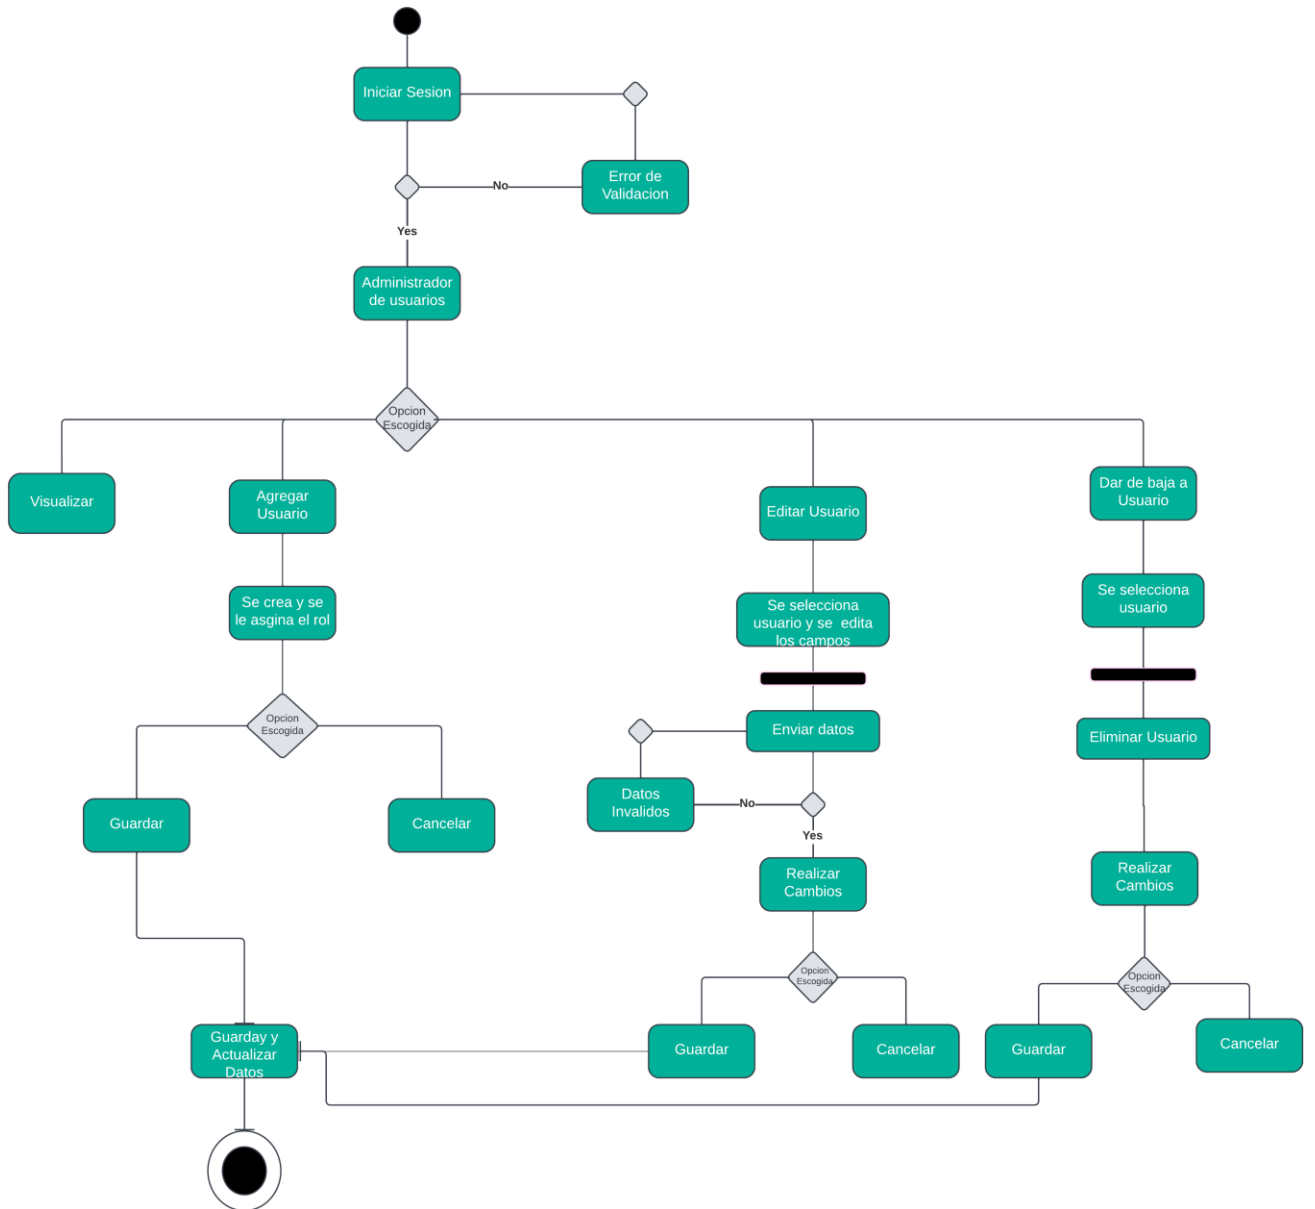 Iniciar Sesion
Error de
Validacion
No
Yes
Administrador
de usuarios
Opcion
Escogida
Visualizar
Agregar
Usuario
Editar Usuario
Dar de baja a
Usuario
Se crea y se
le asgina el rol
Se selecciona
usuario y se edita
los campos
Se selecciona
usuario
Opcion
Escogida
Enviar datos
Eliminar Usuario
Guardar
Cancelar
Datos
Invalidos
No
Yes
Realizar
Cambios
Realizar
Cambios
Opcion
Escogida
Opcion
Escogida
Guarday y
Actualizar
Datos
Guardar
Cancelar
Guardar
Cancelar